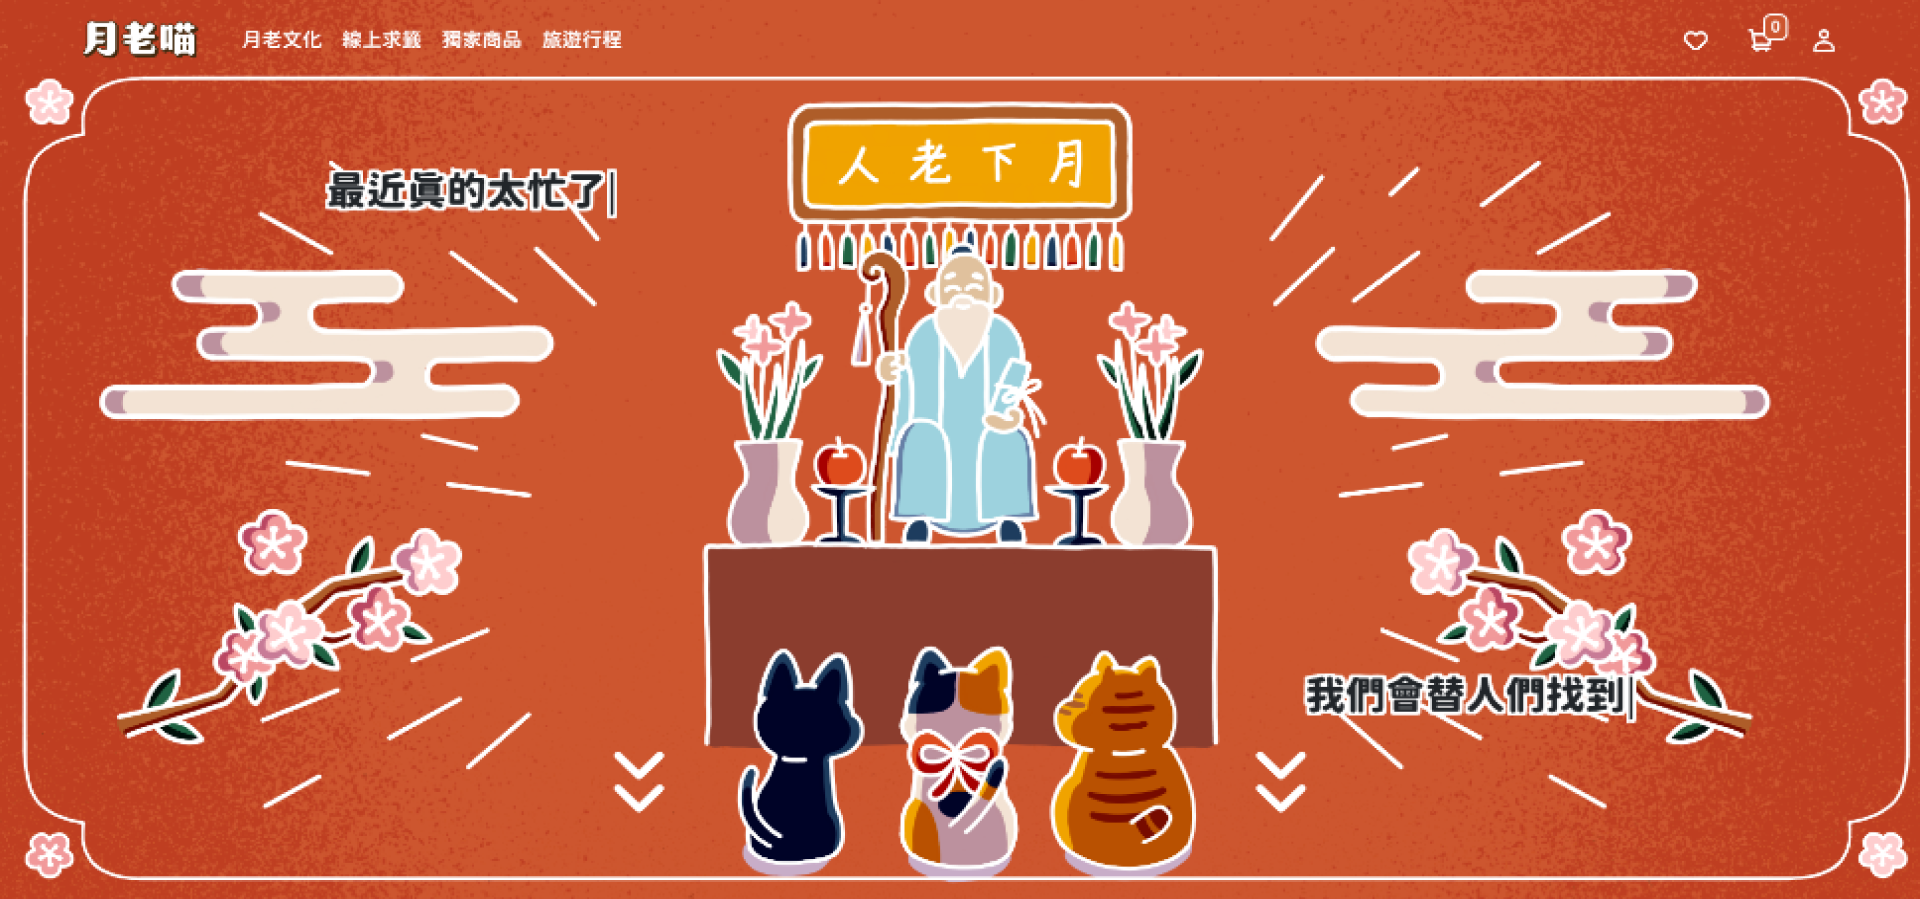 月老喵
月老文化 線上求籤 獨家商品 旅遊行程
0
月下老人
最近真的太忙了
我們會替人們找到